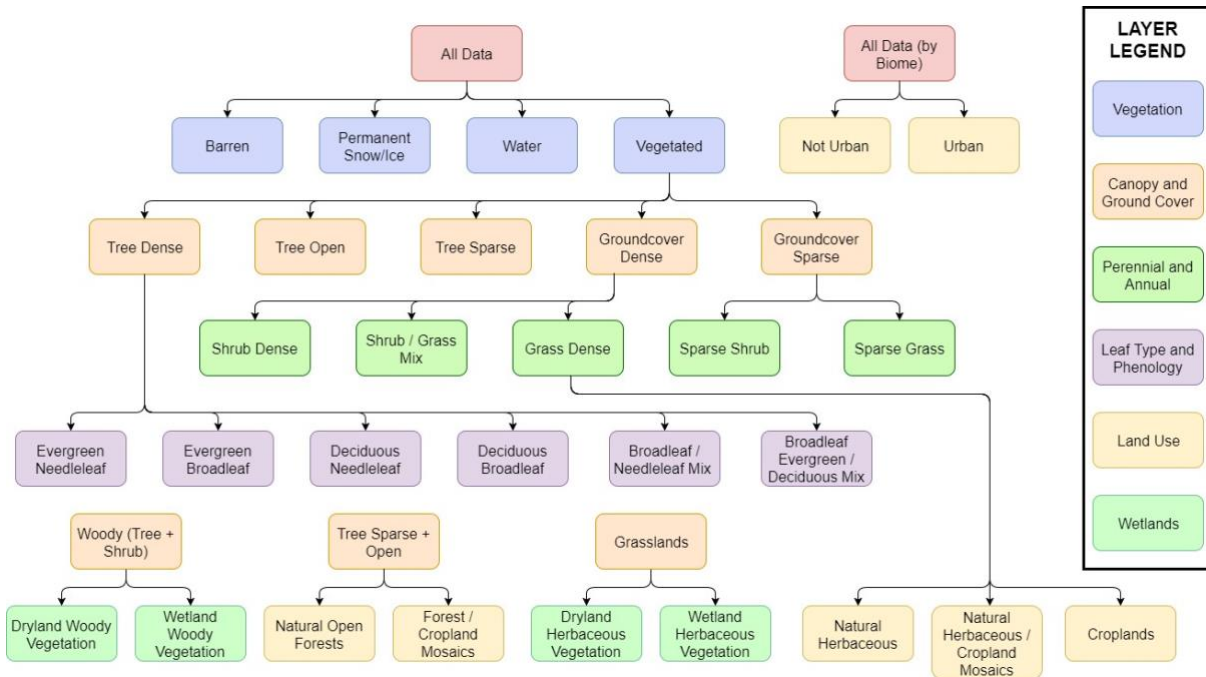 All Data
All Data (by
Biome)
LAYER
LEGEND
Barren
Permanent
Snow/Ice
Water
Vegetated
Not Urban
Urban
Vegetation
Tree Dense
Tree Open
Tree Sparse
Groundcover
Dense
Groundcover
Sparse
Canopy and
Ground Cover
Shrub Dense
Shrub / Grass
Mix
Grass Dense
Sparse Shrub
Sparse Grass
Perennial and
Annual
Evergreen
Needleleaf
Evergreen
Broadleaf
Deciduous
Needleleaf
Deciduous
Broadleaf
Broadleaf /
Needleleaf Mix
Broadleaf
Evergreen /
Deciduous Mix
Leaf Type and
Phenology
Land Use
Woody (Tree +
Shrub)
Tree Sparse +
Open
Grasslands
Wetlands
Dryland Woody
Vegetation
Wetland
Woody
Vegetation
Natural Open
Forests
Forest /
Cropland
Mosaics
Dryland
Herbaceous
Vegetation
Wetland
Herbaceous
Vegetation
Natural
Herbaceous
Natural
Herbaceous /
Cropland
Mosaics
Croplands